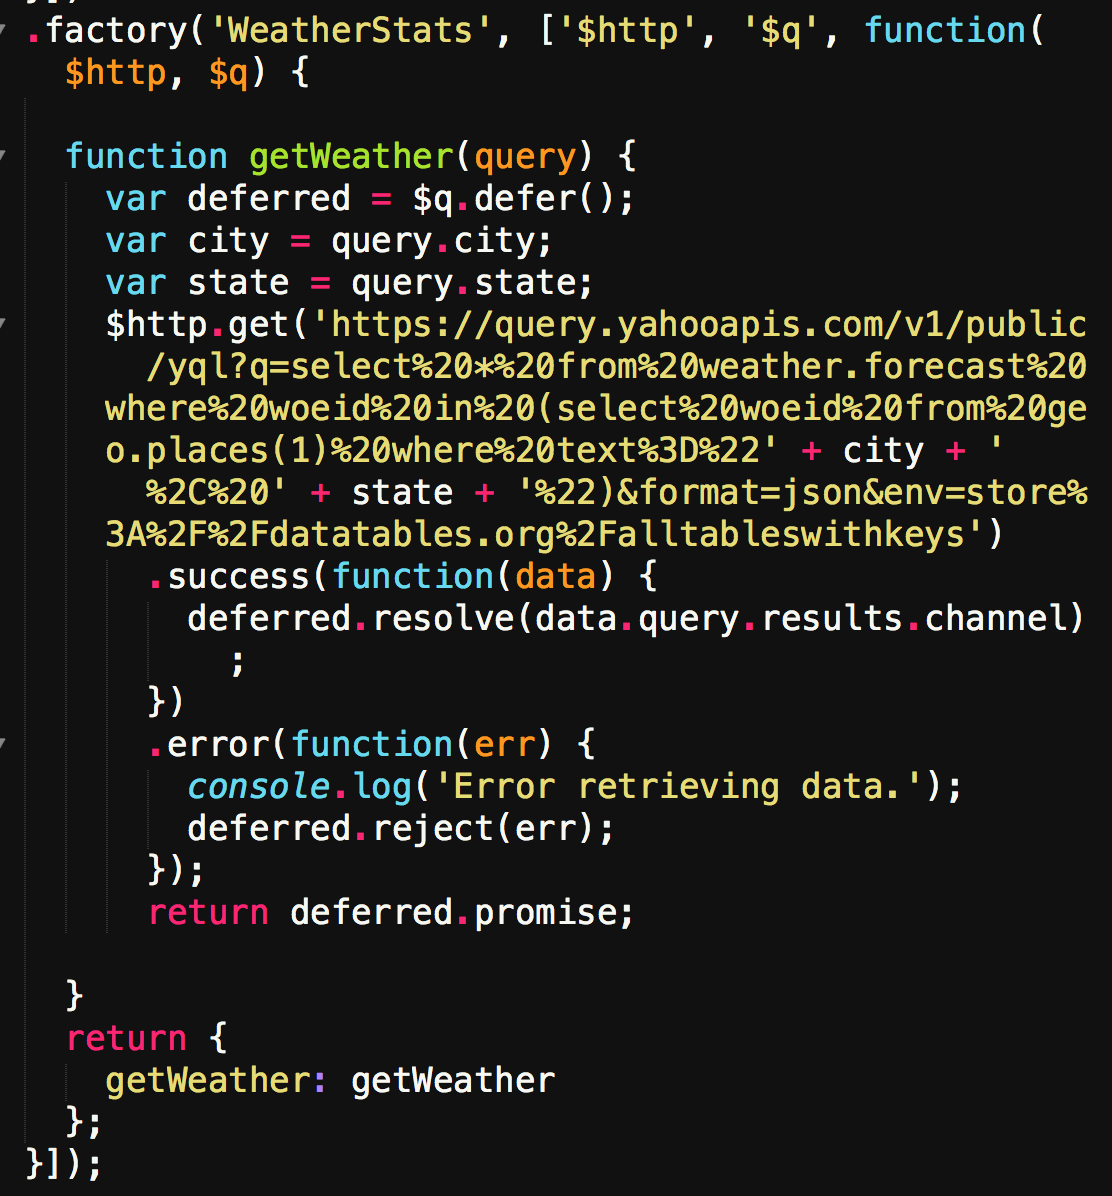 .factory('WeatherStats', ['$http', '$q', function(
$http, $q) {
function getWeather(query) {
var deferred = $q.defer();
var city = query.city;
var state = query.state;
$http.get('https://query.yahooapis.com/v1/public
/yql?q=select%20*%20from%20weather.forecast%20
where%20woeid%20in%20(select%20woeid%20from%20ge
o.places(1)%20where%20text%3D%22' + city + '
%2C%20' + state + '%22)&format=json&env=store%
3A%2F%2Fdatatables.org%2Falltableswithkeys')
.success(function(data) {
deferred.resolve(data.query.results.channel)
;
})
.error(function(err) {
console.log('Error retrieving data.');
deferred.reject(err);
});
return deferred.promise;
}
return {
getWeather: getWeather
};
}]);